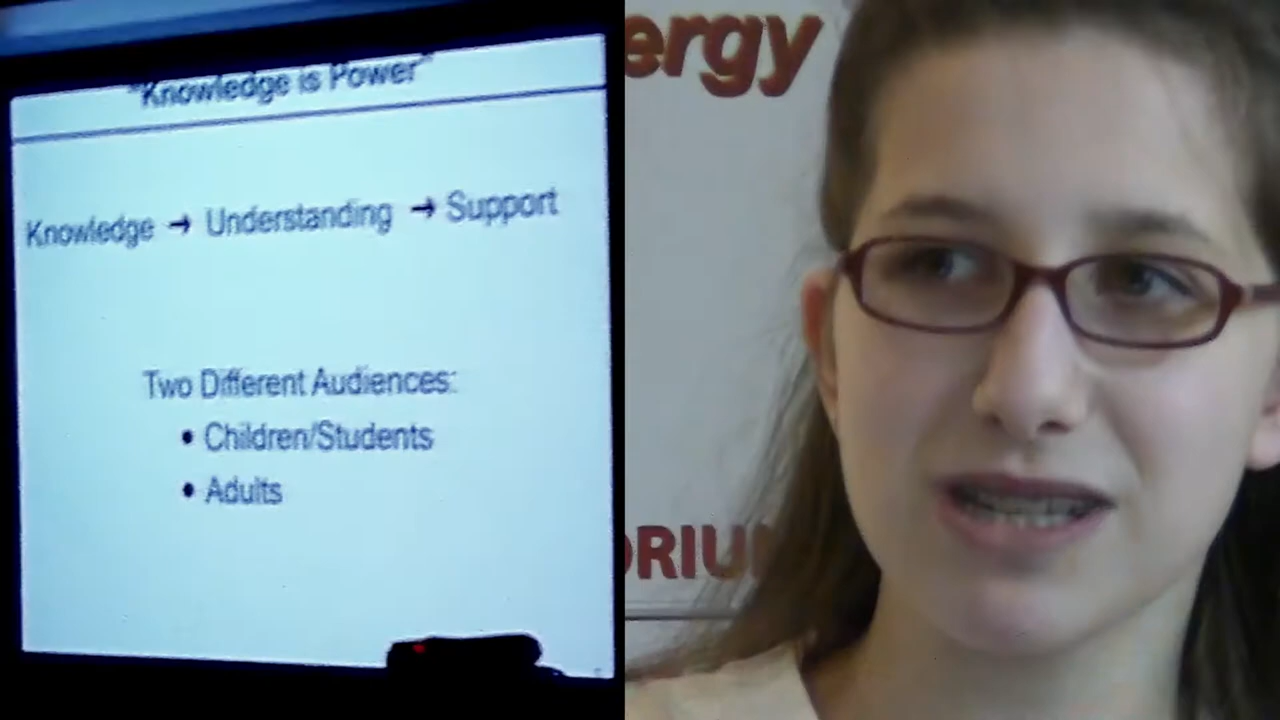 "Knowledge is Power"
Knowledge → Understanding → Support
Two Different Audiences:
• Children/Students
• Adults
ergy
ORIU